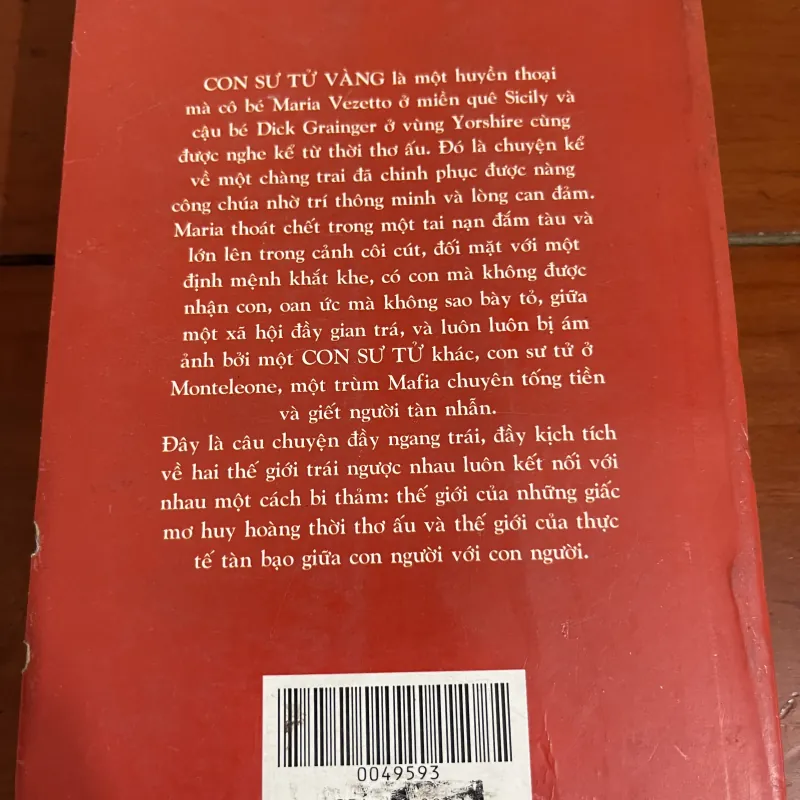 CON SƯ TỬ VÀNG là một huyền thoại
mà cô bé Maria Vezetto ở miền quê Sicily và
cậu bé Dick Grainger ở vùng Yorshire cùng
được nghe kể từ thời thơ ấu. Đó là chuyện kể
về một chàng trai đã chinh phục được nàng
công chúa nhờ trí thông minh và lòng can đảm.
Maria thoát chết trong một tai nạn đắm tàu và
lớn lên trong cảnh côi cút, đối mặt với một
định mệnh khắt khe, có con mà không được
nhận con, oan ức mà không sao bày tỏ, giữa
một xã hội đầy gian trá, và luôn luôn bị ám
ảnh bởi một CON SƯ TỬ khác, con sư tử ở
Monteleone, một trùm Mafia chuyên tống tiền
và giết người tàn nhẫn.
Đây là câu chuyện đầy ngang trái, đầy kịch tích
về hai thế giới trái ngược nhau luôn kết nối với
nhau một cách bi thảm: thế giới của những giấc
mơ huy hoàng thời thơ ấu và thế giới của thực
tế tàn bạo giữa con người với con người.
0049593